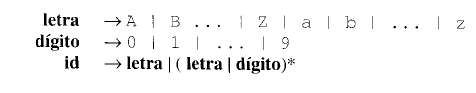 letra → A | B ... | Z | a | b | ... | z
dígito → 0 | 1 | ... | 9
id → letra | ( letra | dígito)*